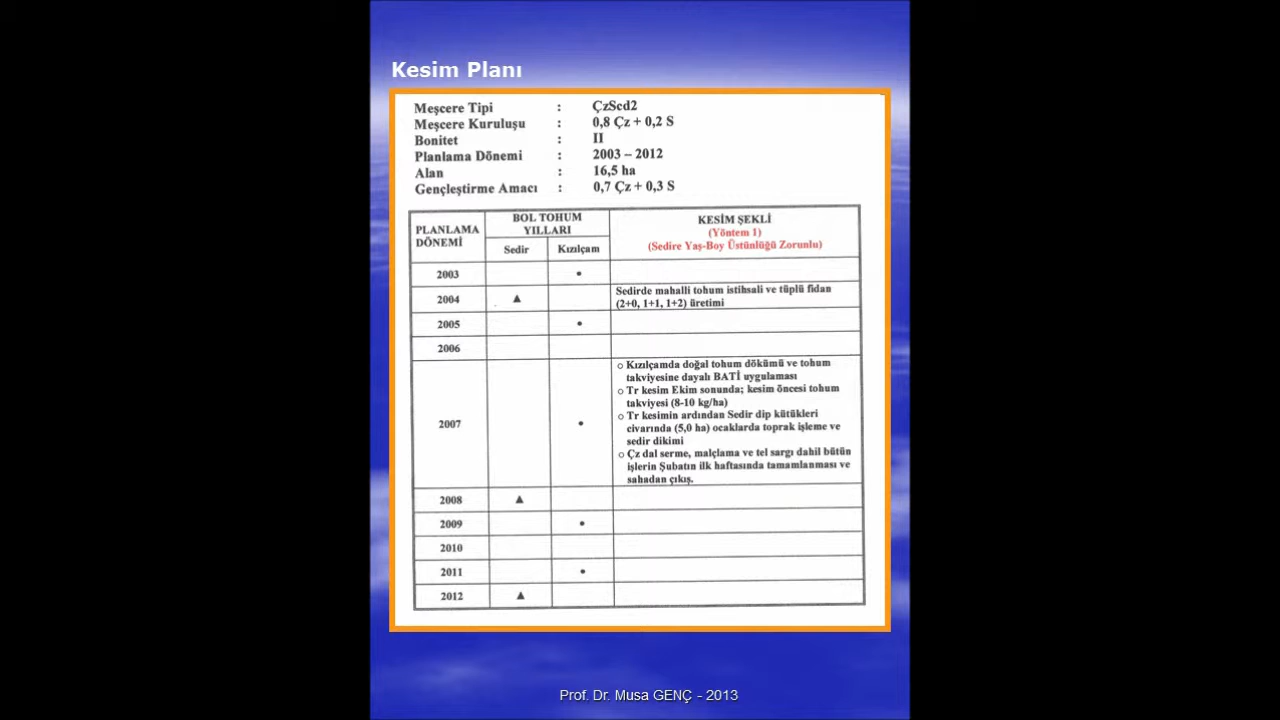 Kesim Planı
Meşcere Tipi : ÇzScd2
Meşcere Kuruluşu : 0,8 Çz + 0,2 S
Bonitet : II
Planlama Dönemi : 2003 – 2012
Alan : 16,5 ha
Gençleştirme Amacı : 0,7 Çz + 0,3 S
PLANLAMA
DÖNEMİ
BOL TOHUM
YILLARI
Sedir
Kızılçam
KESİM ŞEKLİ
(Yöntem 1)
(Sedire Yaş-Boy Üstünlüğü Zorunlu)
2003 •
2004 ▲
Sedirde mahalli tohum istihsali ve tüplü fidan
(2+0, 1+1, 1+2) üretimi
2005 •
2006
2007 •
o Kızılçamda doğal tohum dökümü ve tohum
takviyesine dayalı BATİ uygulaması
o Tr kesim Ekim sonunda; kesim öncesi tohum
takviyesi (8-10 kg/ha)
o Tr kesimin ardından Sedir dip kütükleri
civarında (5,0 ha) ocaklarda toprak işleme ve
sedir dikimi
o Çz dal serme, malçlama ve tel sargı dahil bütün
işlerin Şubatın ilk haftasında tamamlanması ve
sahadan çıkış.
2008 ▲
2009 •
2010
2011 •
2012 ▲
Prof. Dr. Musa GENÇ - 2013